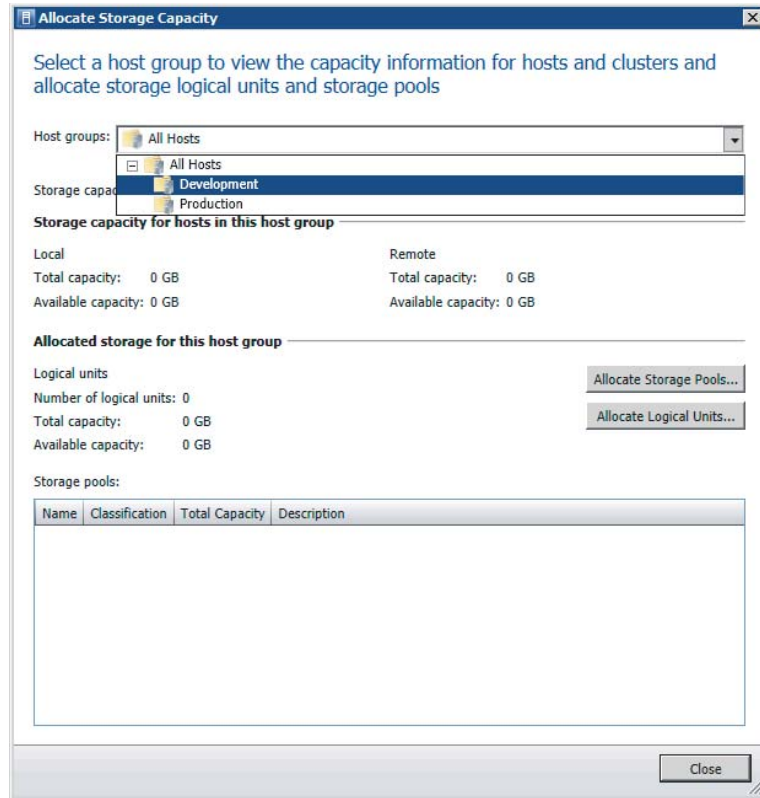 Allocate Storage Capacity
Select a host group to view the capacity information for hosts and clusters and
allocate storage logical units and storage pools
Host groups: All Hosts
All Hosts
Development
Production
Storage capac
Storage capacity for hosts in this host group
Local Remote
Total capacity: 0 GB Total capacity: 0 GB
Available capacity: 0 GB Available capacity: 0 GB
Allocated storage for this host group
Logical units
Allocate Storage Pools...
Number of logical units: 0
Allocate Logical Units...
Total capacity: 0 GB
Available capacity: 0 GB
Storage pools:
Name Classification Total Capacity Description
Close